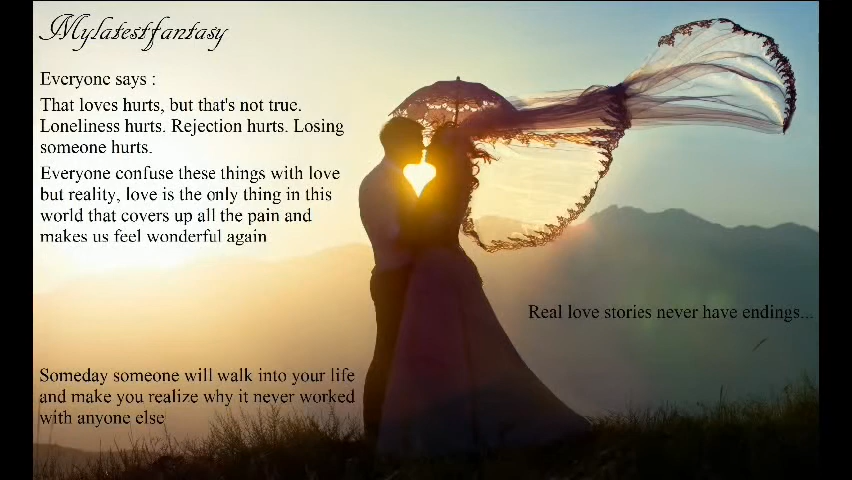 Mylatestfantasy
Everyone says :
That loves hurts, but that's not true.
Loneliness hurts. Rejection hurts. Losing
someone hurts.
Everyone confuse these things with love
but reality, love is the only thing in this
world that covers up all the pain and
makes us feel wonderful again
Real love stories never have endings...
Someday someone will walk into your life
and make you realize why it never worked
with anyone else